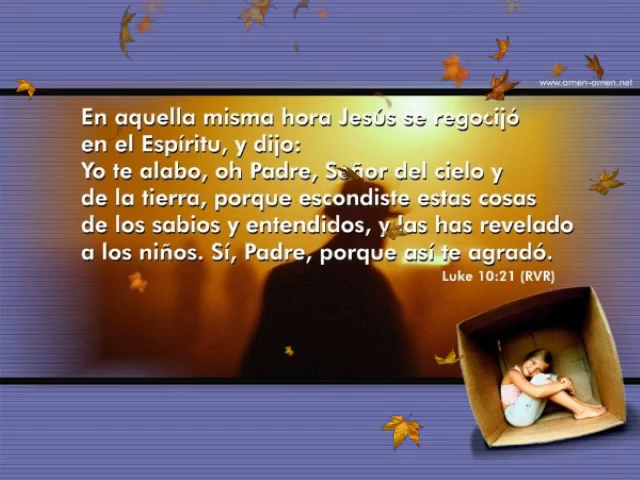 www.amen-amen.net
En aquella misma hora Jesús se regocijó
en el Espíritu, y dijo:
Yo te alabo, oh Padre, Señor del cielo y
de la tierra, porque escondiste estas cosas
de los sabios y entendidos, y las has revelado
a los niños. Sí, Padre, porque así te agradó.
Luke 10:21 (RVR)